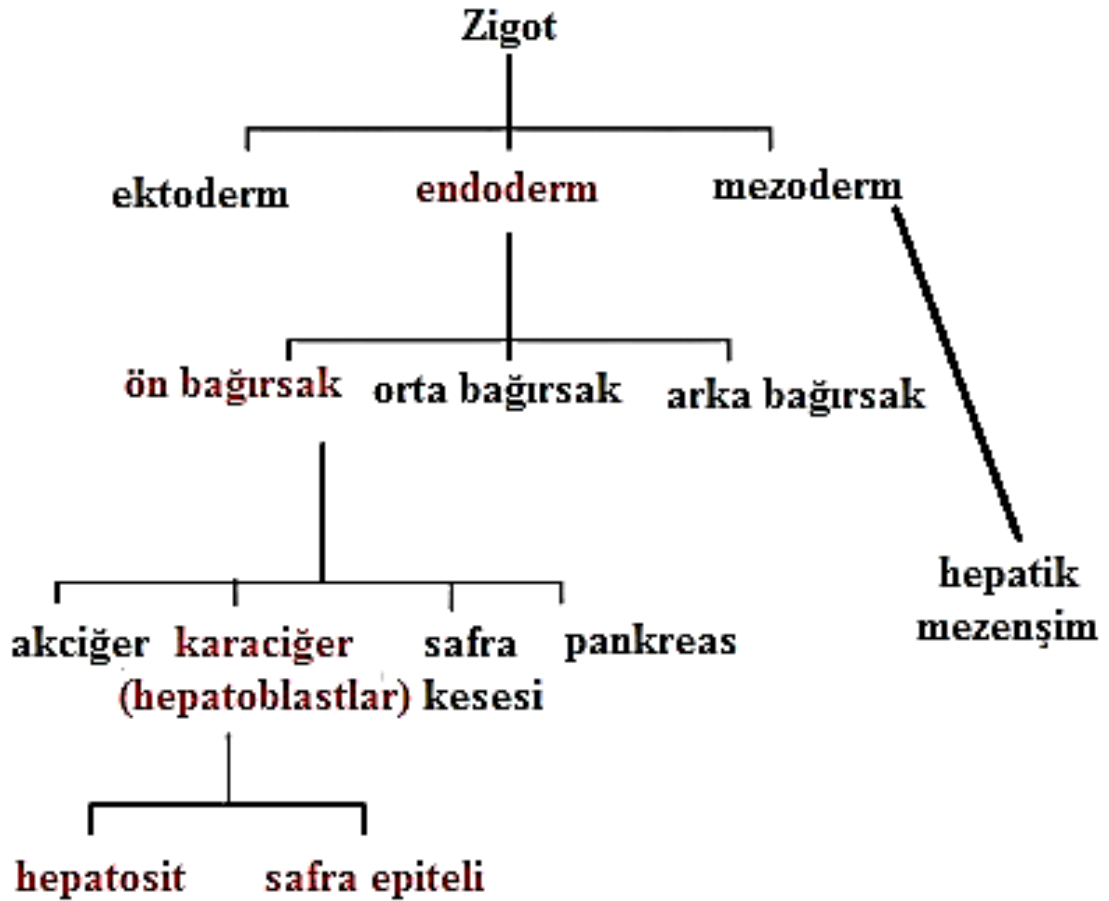 Zigot
ektoderm endoderm mezoderm
ön bağırsak orta bağırsak arka bağırsak
hepatik
mezenşim
akciğer karaciğer safra pankreas
(hepatoblastlar) kesesi
hepatosit safra epiteli